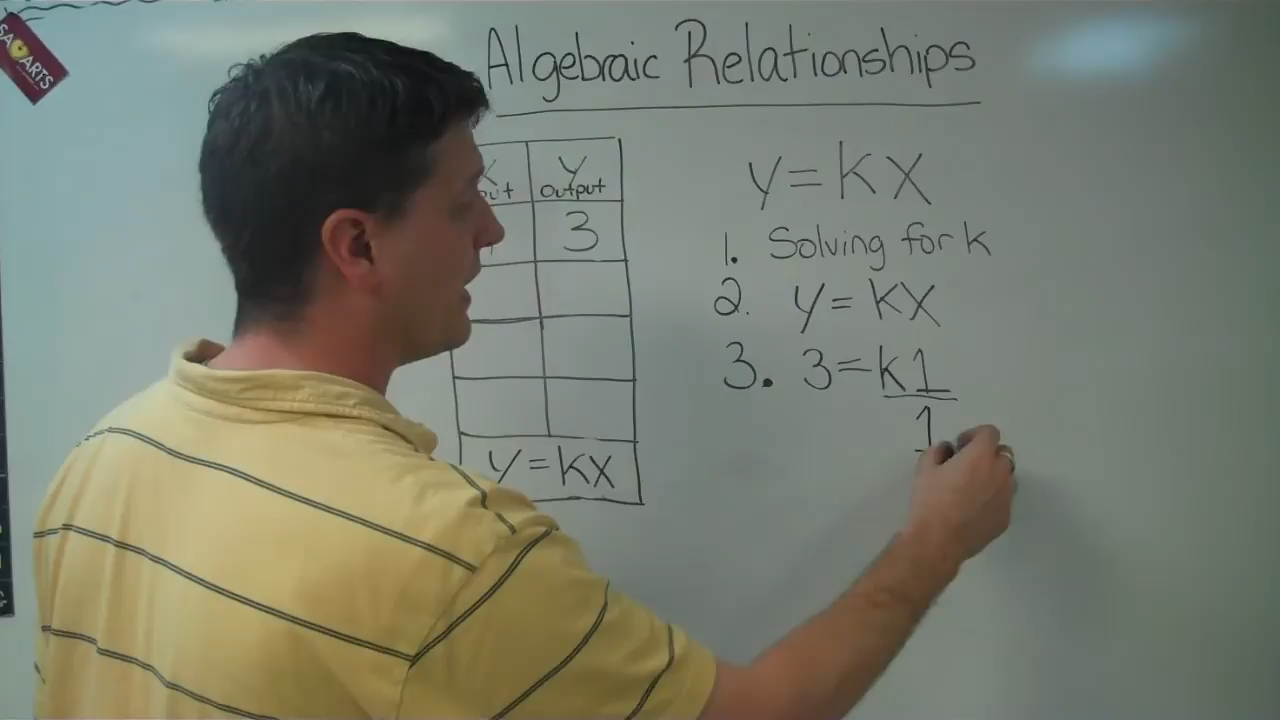 Algebraic Relationships
Y
output
3
y=kx
y=kx
1. Solving for k
2. y=kx
3. 3=k1
1